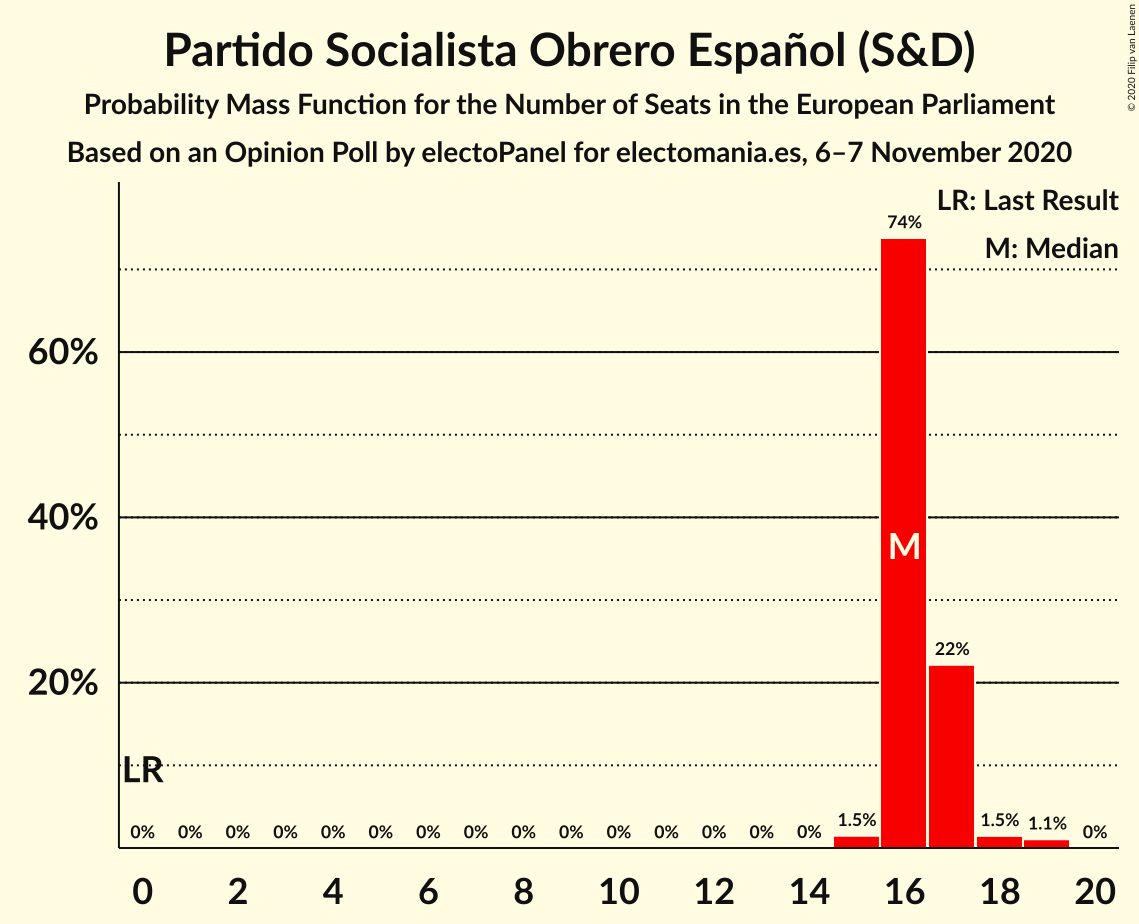 Partido Socialista Obrero Español (S&D)
Probability Mass Function for the Number of Seats in the European Parliament
Based on an Opinion Poll by electoPanel for electomania.es, 6–7 November 2020
© 2020 Filip van Laenen
LR: Last Result
M: Median
74%
60%
40%
M
22%
20%
LR
0% 0% 0% 0% 0% 0% 0% 0% 0% 0% 0% 0% 0% 0% 0% 1.5% 1.5% 1.1% 0%
0 2 4 6 8 10 12 14 16 18 20